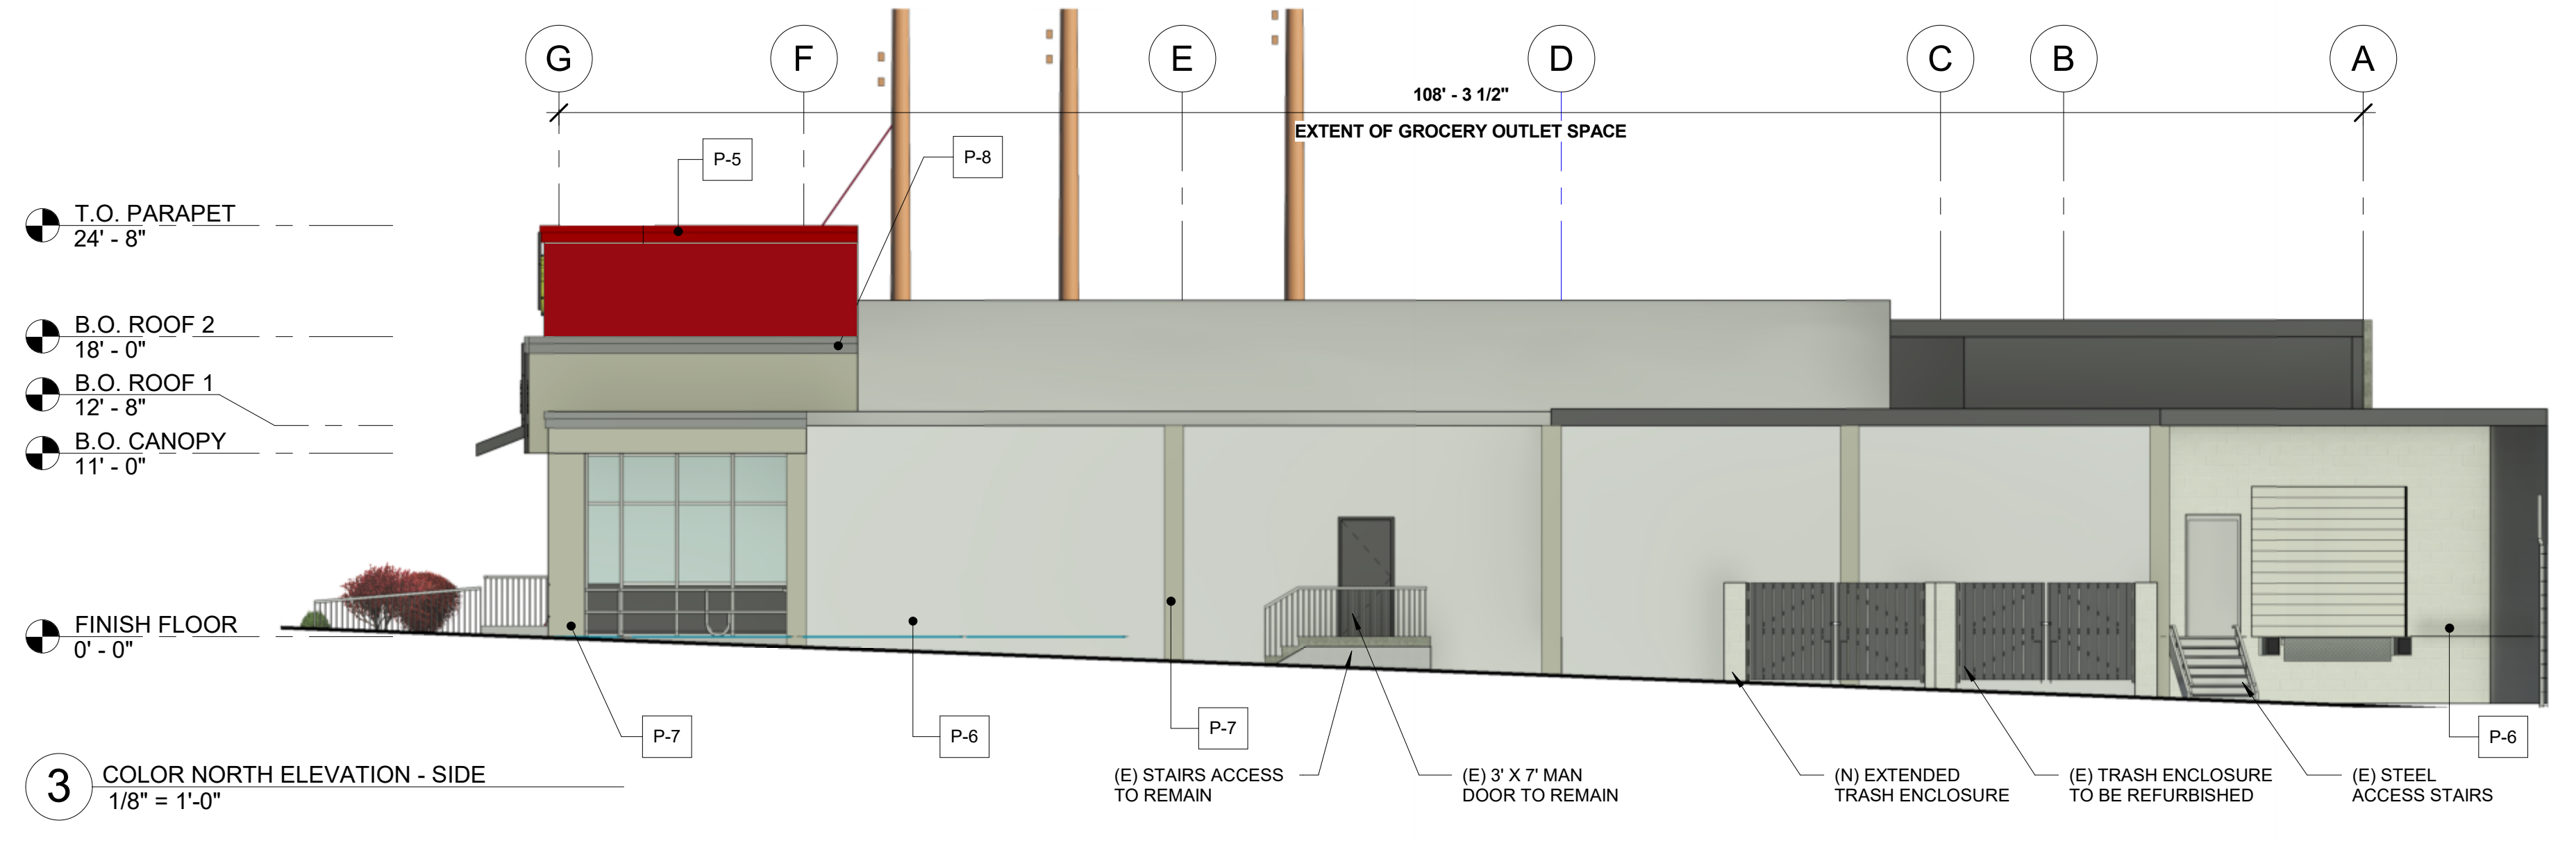 G F E D C B A
108' - 3 1/2"
EXTENT OF GROCERY OUTLET SPACE
P-5
P-8
T.O. PARAPET
24' - 8"
B.O. ROOF 2
18' - 0"
B.O. ROOF 1
12' - 8"
B.O. CANOPY
11' - 0"
FINISH FLOOR
0' - 0"
P-7
P-6
P-7
P-6
(E) STAIRS ACCESS
TO REMAIN
(E) 3' X 7' MAN
DOOR TO REMAIN
(N) EXTENDED
TRASH ENCLOSURE
(E) TRASH ENCLOSURE
TO BE REFURBISHED
(E) STEEL
ACCESS STAIRS
3 COLOR NORTH ELEVATION - SIDE
1/8" = 1'-0"